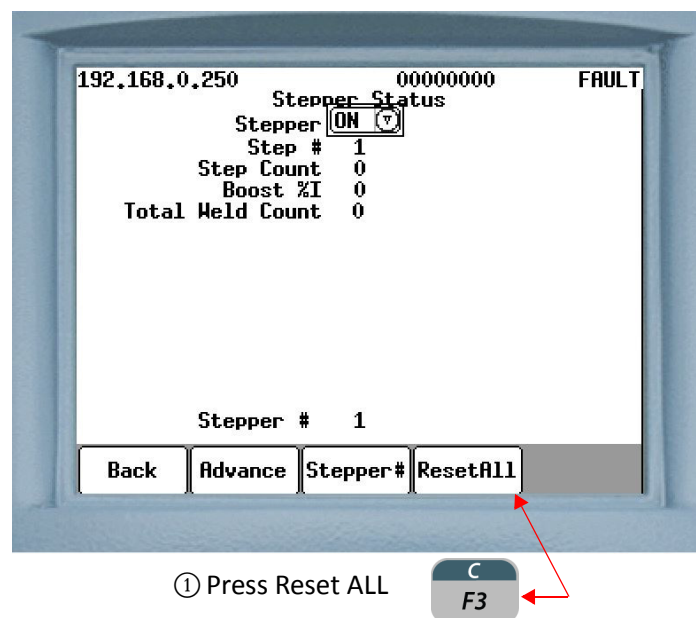 192.168.0.250 00000000 FAULT
Stepper Status
Stepper ON
Step # 1
Step Count 0
Boost %I 0
Total Weld Count 0
Stepper # 1
Back Advance Stepper# ResetAll
① Press Reset ALL
C
F3